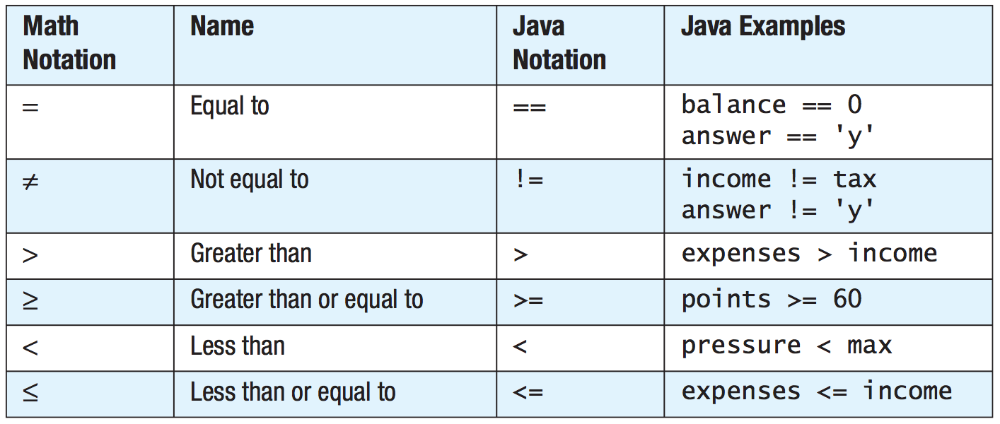 Math Notation Name Java Notation Java Examples
= Equal to == balance == 0
answer == 'y'
≠ Not equal to != income != tax
answer != 'y'
> Greater than > expenses > income
≥ Greater than or equal to >= points >= 60
< Less than < pressure < max
≤ Less than or equal to <= expenses <= income